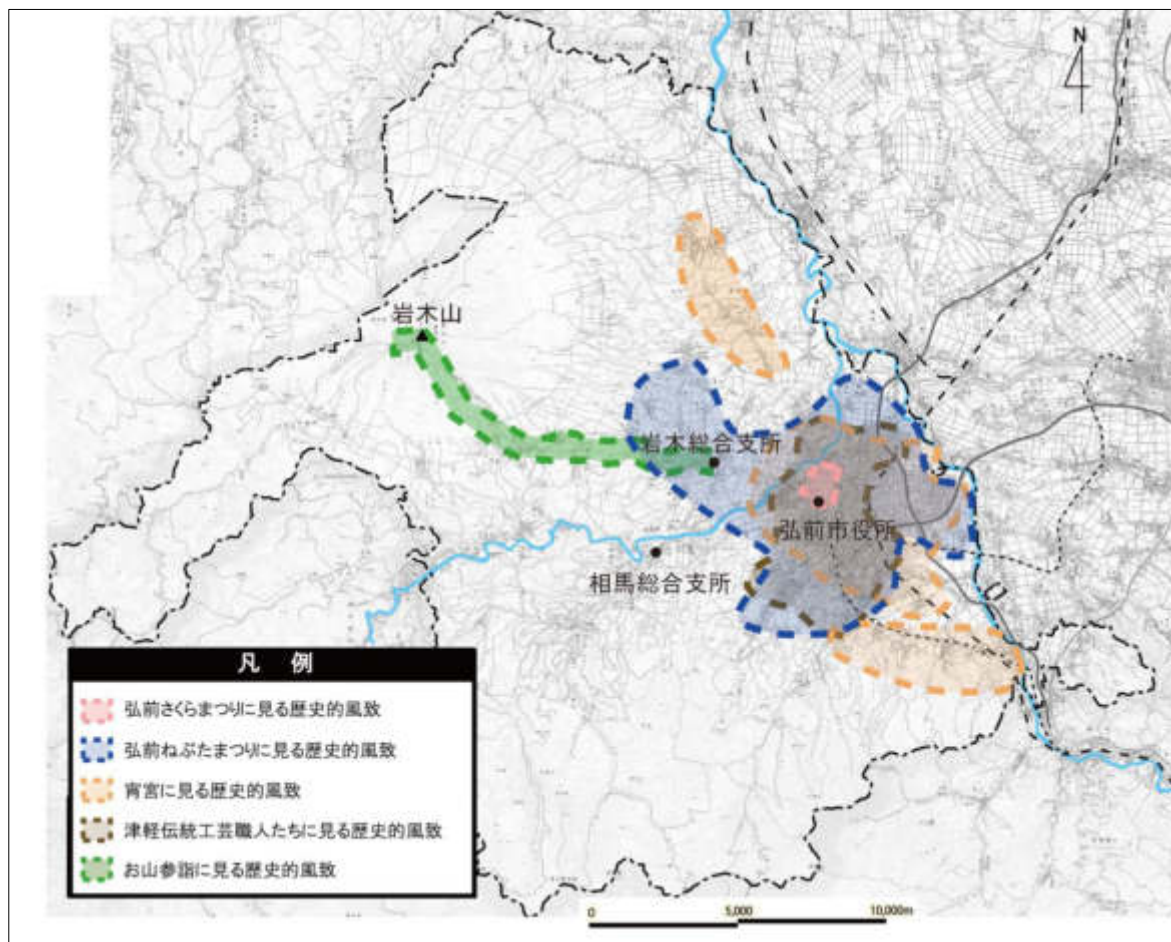 N
岩木山
岩木総合支所
弘前市役所
相馬総合支所
凡 例
弘前さくらまつりに見る歴史的風致
弘前ねぷたまつりに見る歴史的風致
宵宮に見る歴史的風致
津軽伝統工芸職人たちに見る歴史的風致
お山参詣に見る歴史的風致
0 5,000 10,000m